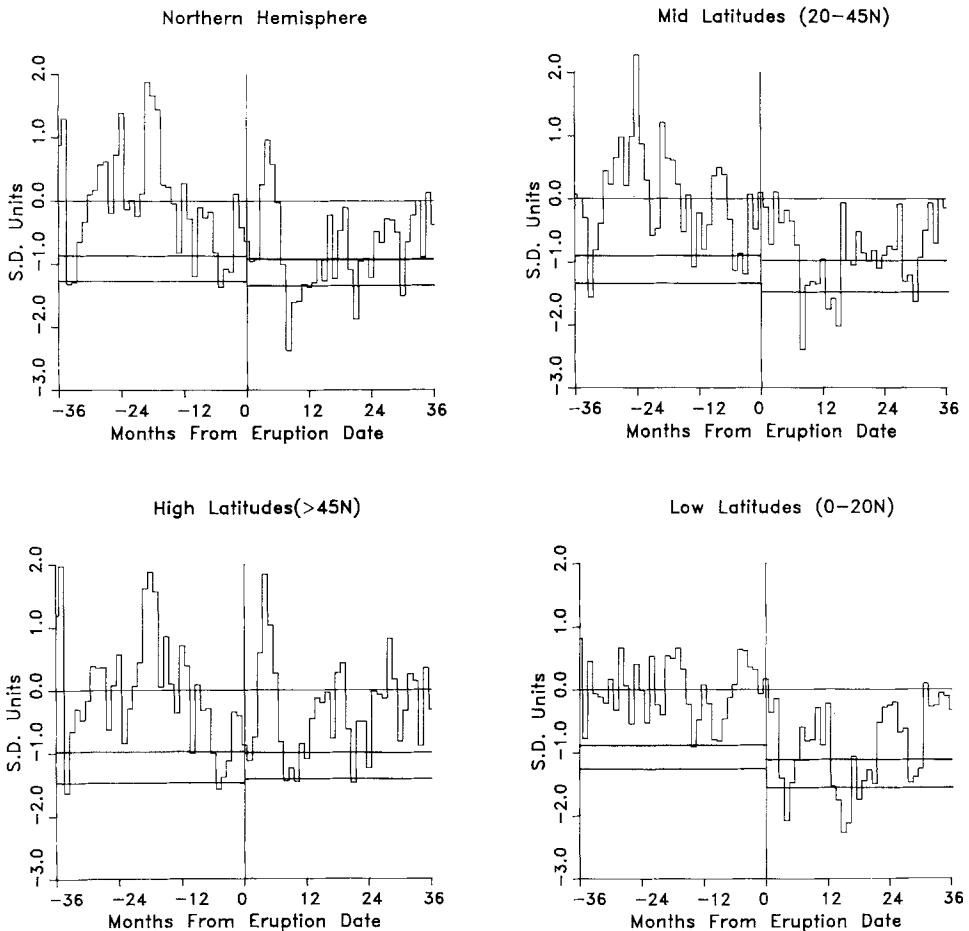 Northern Hemisphere
S.D. Units
2.0
1.0
0.0
-1.0
-2.0
-3.0
-36 -24 -12 0 12 24 36
Months From Eruption Date
Mid Latitudes (20-45N)
S.D. Units
2.0
1.0
0.0
-1.0
-2.0
-3.0
-36 -24 -12 0 12 24 36
Months From Eruption Date
High Latitudes(>45N)
S.D. Units
2.0
1.0
0.0
-1.0
-2.0
-3.0
-36 -24 -12 0 12 24 36
Months From Eruption Date
Low Latitudes (0-20N)
S.D. Units
2.0
1.0
0.0
-1.0
-2.0
-3.0
-36 -24 -12 0 12 24 36
Months From Eruption Date